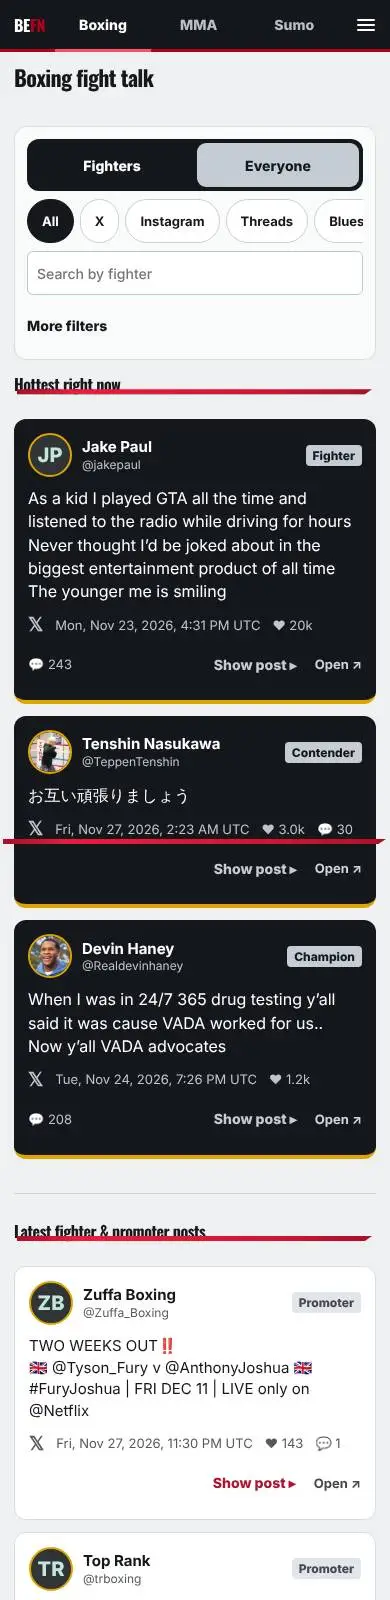 BEFN Boxing MMA Sumo
Boxing fight talk
Fighters Everyone
All X Instagram Threads Blues
Search by fighter
More filters
Hottest right now
JP Jake Paul
@jakepaul
Fighter
As a kid I played GTA all the time and
listened to the radio while driving for hours
Never thought I’d be joked about in the
biggest entertainment product of all time
The younger me is smiling
𝕏 Mon, Nov 23, 2026, 4:31 PM UTC ♥ 20k
💬 243 Show post ▸ Open ↗
Tenshin Nasukawa
@TeppenTenshin
Contender
お互い頑張りましょう
𝕏 Fri, Nov 27, 2026, 2:23 AM UTC ♥ 3.0k 💬 30
Show post ▸ Open ↗
Devin Haney
@Realdevinhaney
Champion
When I was in 24/7 365 drug testing y’all
said it was cause VADA worked for us..
Now y’all VADA advocates
𝕏 Tue, Nov 24, 2026, 7:26 PM UTC ♥ 1.2k
💬 208 Show post ▸ Open ↗
Latest fighter & promoter posts
ZB Zuffa Boxing
@Zuffa_Boxing
Promoter
TWO WEEKS OUT‼️
🇬🇧 @Tyson_Fury v @AnthonyJoshua 🇬🇧
#FuryJoshua | FRI DEC 11 | LIVE only on
@Netflix
𝕏 Fri, Nov 27, 2026, 11:30 PM UTC ♥ 143 💬 1
Show post ▸ Open ↗
TR Top Rank
@trboxing
Promoter